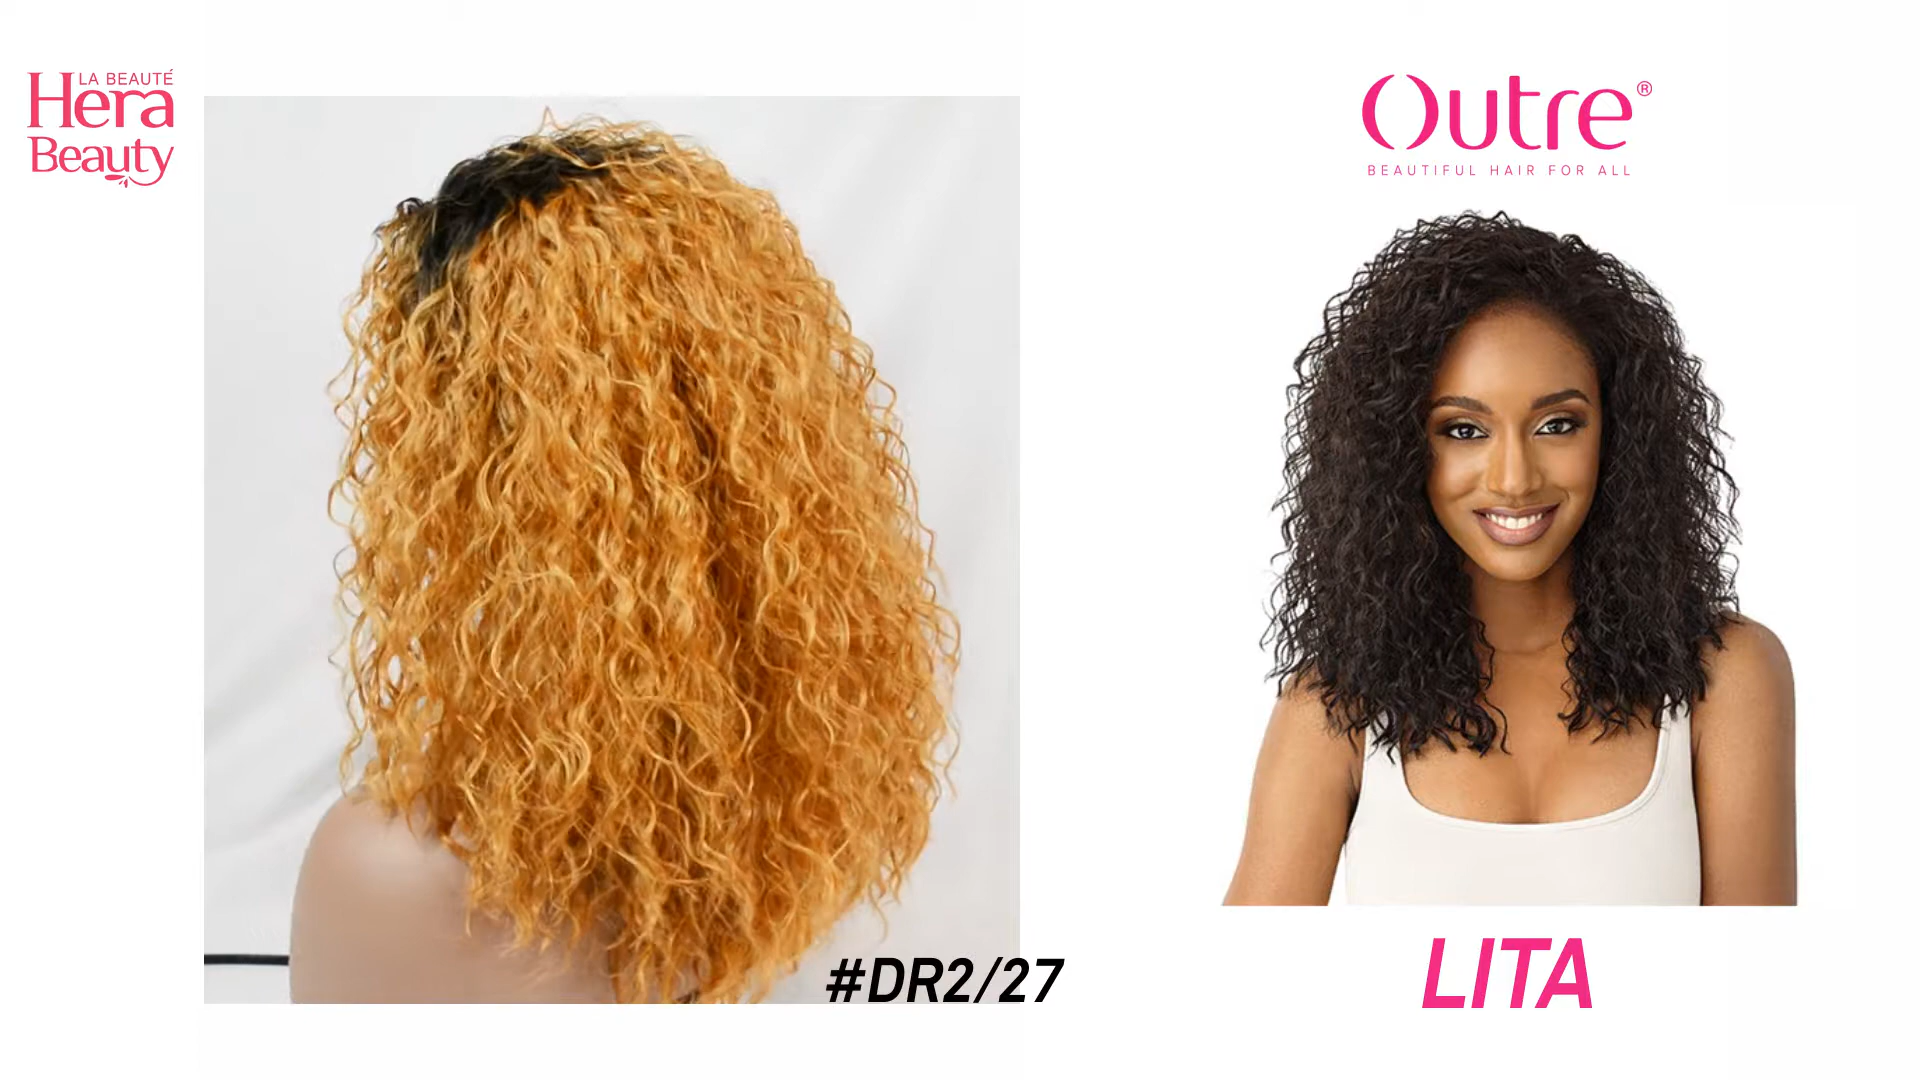 LA BEAUTÉ
Hera
Beauty
Outre®
BEAUTIFUL HAIR FOR ALL
#DR2/27
LITA